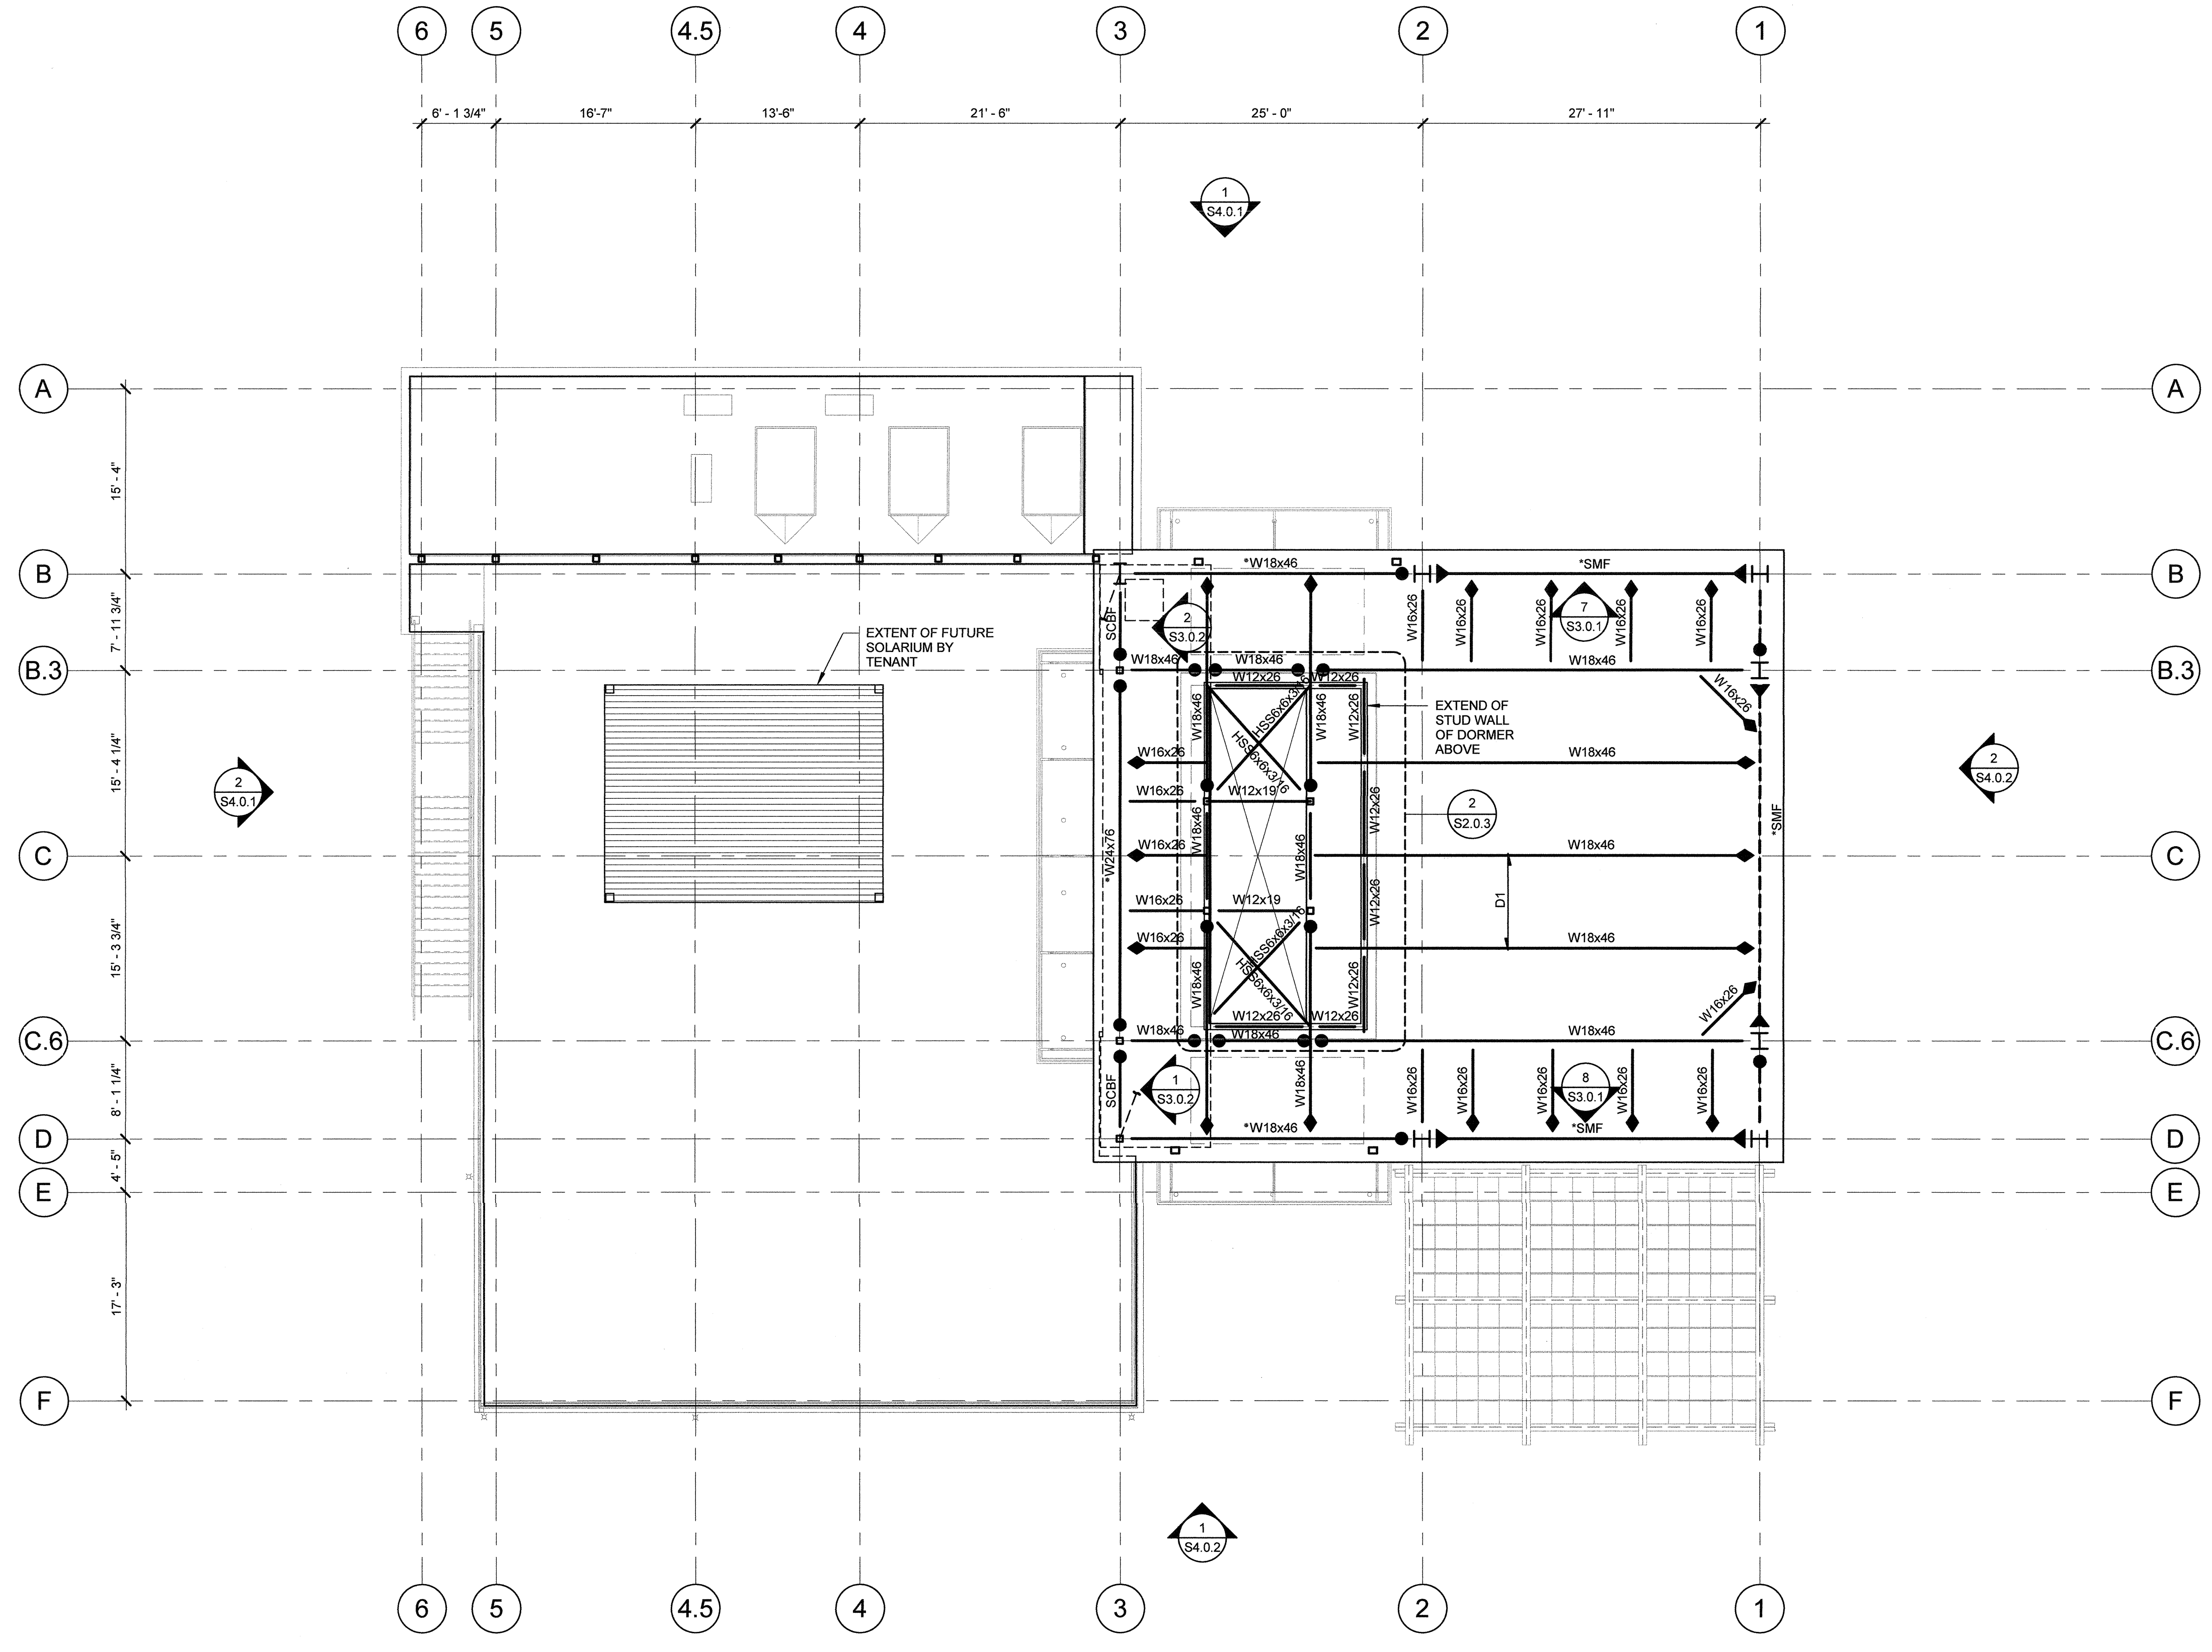 6 5 4.5 4 3 2 1
6' - 1 3/4" 16'-7" 13'-6" 21' - 6" 25' - 0" 27' - 11"
1
S4.0.1
A A
15' - 4"
B B
*W18x46 *SMF
SCBF
2
S3.0.2
W16x26 W16x26 W16x26 W16x26 W16x26
7
S3.0.1
7' - 11 3/4"
EXTENT OF FUTURE
SOLARIUM BY
TENANT
B.3 B.3
W18x46 W18x46 W18x46
W12x26 W12x26
W18x46 HSS6x6x3/16 HSS6x6x3/16 W18x46 W12x26
W16x26
EXTEND OF
STUD WALL
OF DORMER
ABOVE
15' - 4 1/4"
W16x26 W18x46
2
S4.0.1
2
S4.0.2
W16x26 W12x19
W18x46 W12x26
2
S2.0.3
*SMF
*W24x76
C C
W16x26 W18x46 W18x46
W12x26
D1
W16x26 W12x19
15' - 3 3/4"
W16x26 W18x46
W18x46 HSS6x6x3/16 HSS6x6x3/16 W12x26
W16x26
W12x26 W12x26
C.6 C.6
W18x46 W18x46 W18x46
8' - 1 1/4"
SCBF
1
S3.0.2
W18x46
W16x26 W16x26 W16x26 W16x26 W16x26
8
S3.0.1
*W18x46 *SMF
D D
4' - 5"
E E
17' - 3"
F F
1
S4.0.2
6 5 4.5 4 3 2 1